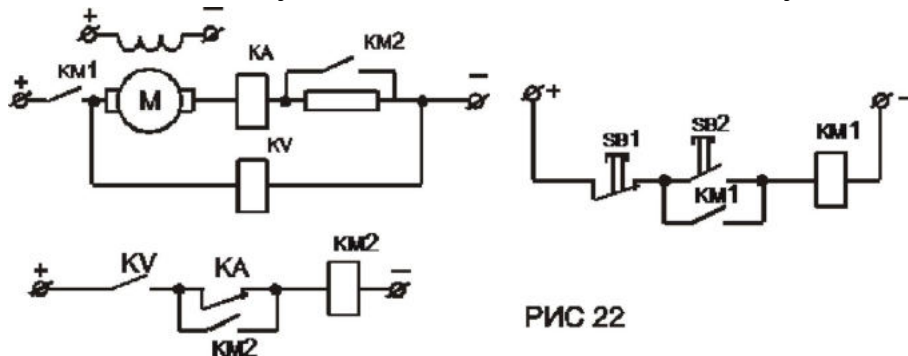 + −
KA KM2
+ KM1 M −
KV
+ −
SB1 SB2 KM1
KM1
+ KV KA KM2 −
KM2
РИС 22